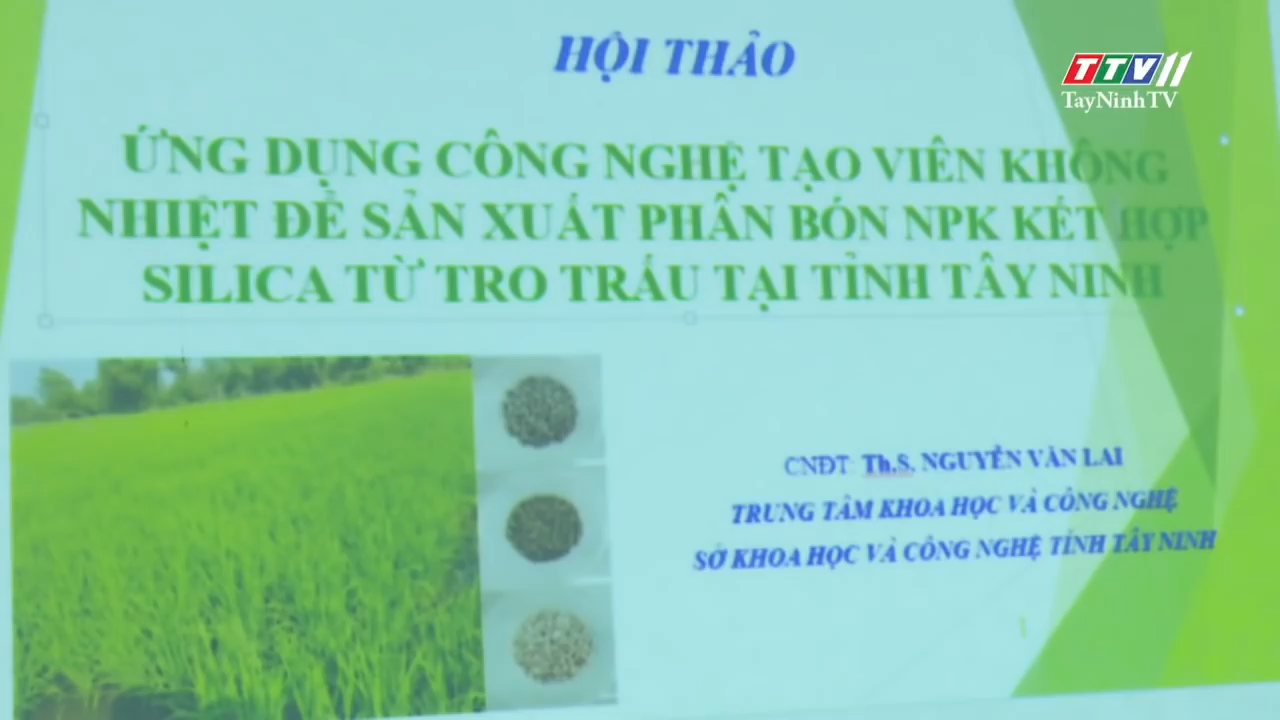 HỘI THẢO
TTV11
TayNinhTV
ỨNG DỤNG CÔNG NGHỆ TẠO VIÊN KHÔNG
NHIỆT ĐỂ SẢN XUẤT PHÂN BÓN NPK KẾT HỢP
SILICA TỪ TRO TRẤU TẠI TỈNH TÂY NINH
CNĐT: Th.S. NGUYỄN VĂN LAI
TRUNG TÂM KHOA HỌC VÀ CÔNG NGHỆ
SỞ KHOA HỌC VÀ CÔNG NGHỆ TỈNH TÂY NINH
1